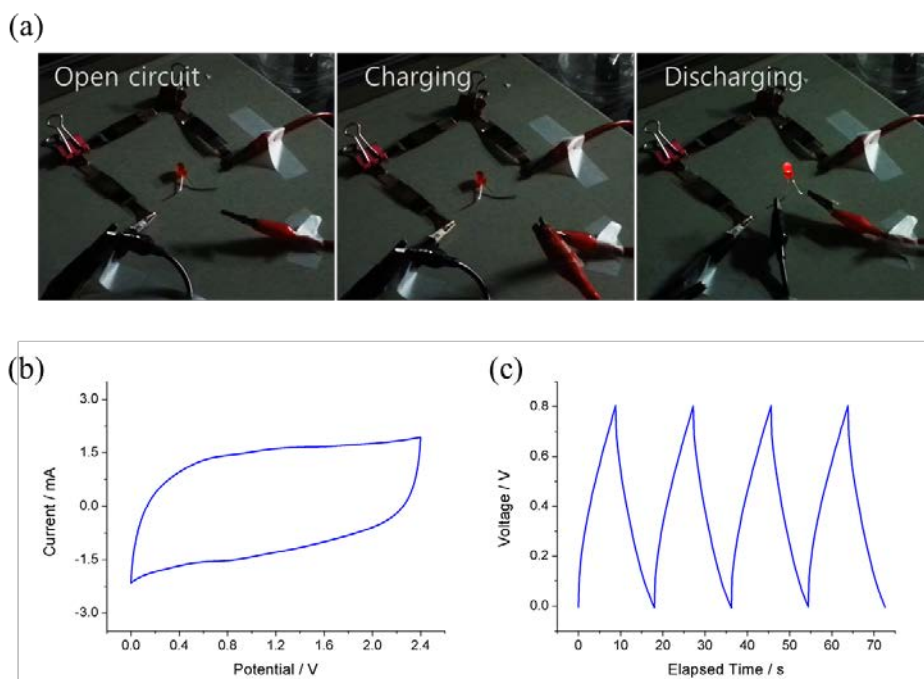 (a)
Open circuit
Charging
Discharging
(b)
3.0
1.5
0.0
-1.5
-3.0
Current / mA
0.0 0.4 0.8 1.2 1.6 2.0 2.4
Potential / V
(c)
0.8
0.6
0.4
0.2
0.0
Voltage / V
0 10 20 30 40 50 60 70
Elapsed Time / s